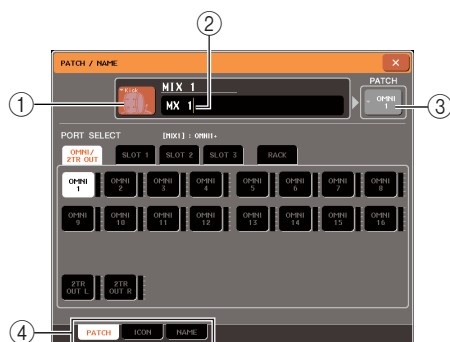 ②
PATCH / NAME
×
PATCH
Kick
MIX 1
MX 1
OMNI 1
①
③
PORT SELECT
[MIX1] : OMNI1+
OMNI/
2TR OUT
SLOT 1
SLOT 2
SLOT 3
RACK
OMNI 1
OMNI 2
OMNI 3
OMNI 4
OMNI 5
OMNI 6
OMNI 7
OMNI 8
OMNI 9
OMNI 10
OMNI 11
OMNI 12
OMNI 13
OMNI 14
OMNI 15
OMNI 16
2TR
OUT L
2TR
OUT R
④
PATCH
ICON
NAME